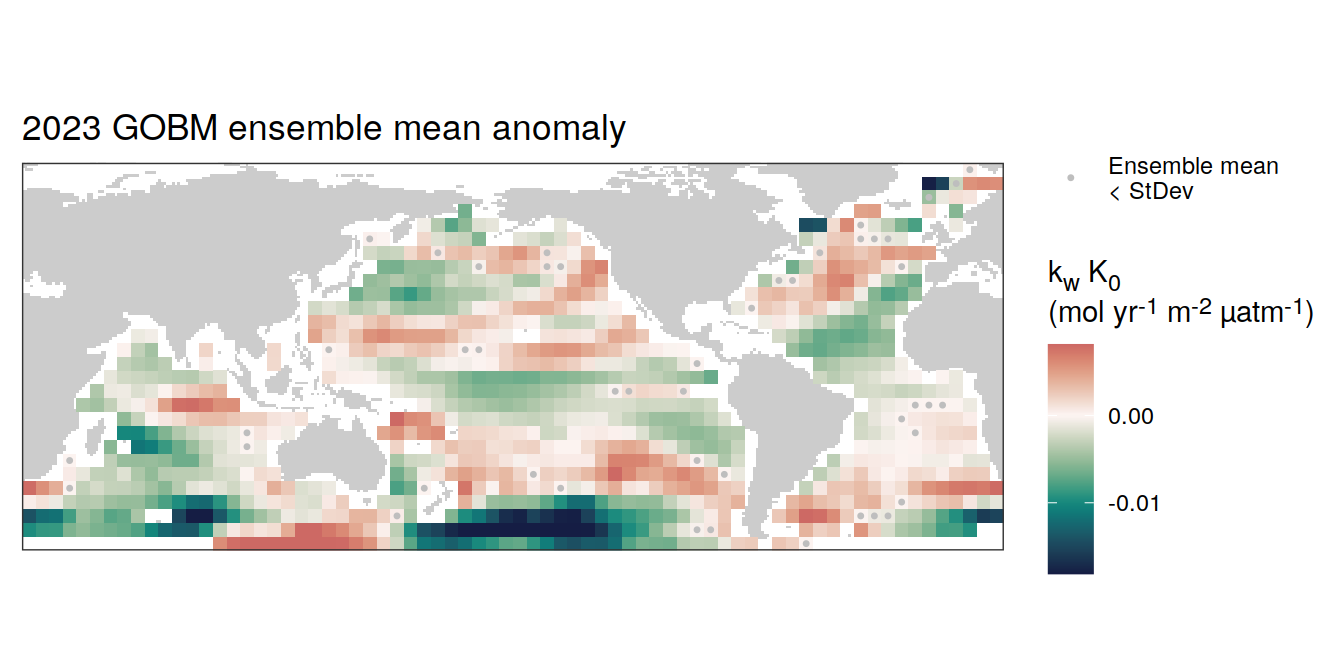 2023 GOBM ensemble mean anomaly
Ensemble mean
< StDev
kw K0
(mol yr-1 m-2 µatm-1)
0.00
-0.01